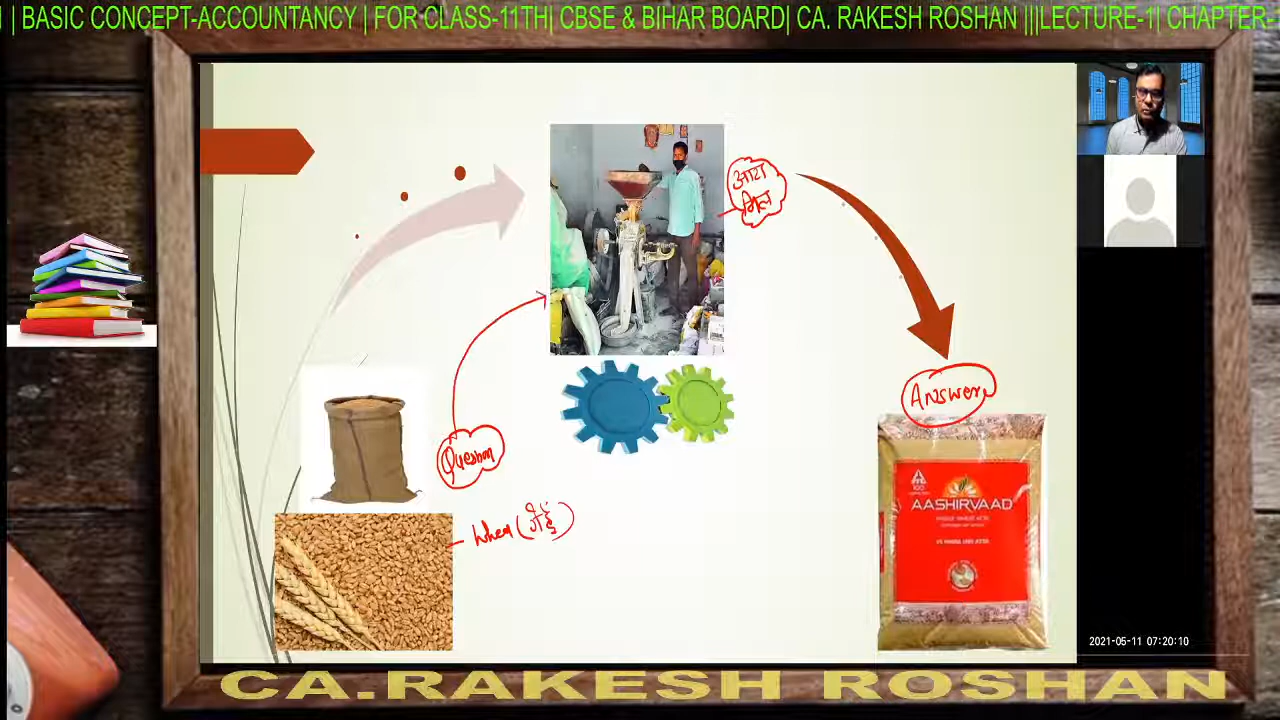 | BASIC CONCEPT-ACCOUNTANCY | FOR CLASS-11TH| CBSE & BIHAR BOARD| CA. RAKESH ROSHAN |||LECTURE-1| CHAPTER-
आटा
मिल
Answer
Question
AASHIRVAAD
Wheat (गेहूं)
2021-05-11 07:20:10
CA.RAKESH ROSHAN